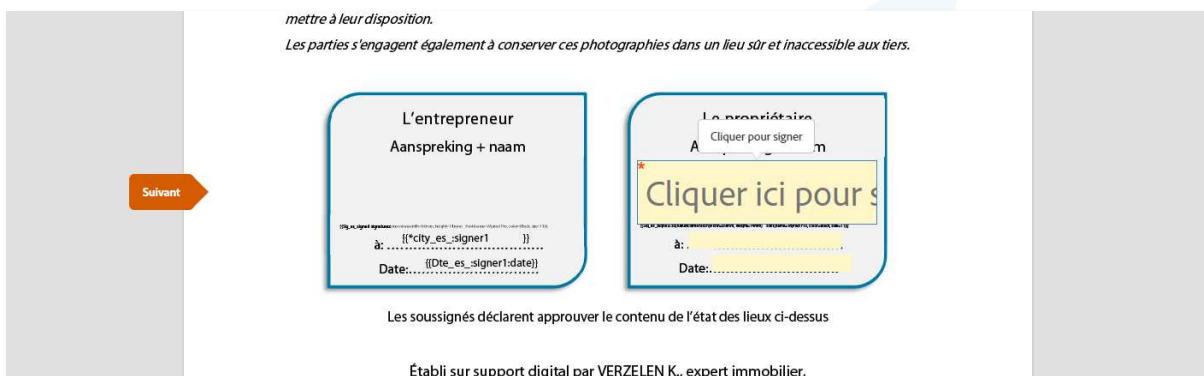 mettre à leur disposition.
Les parties s'engagent également à conserver ces photographies dans un lieu sûr et inaccessible aux tiers.
L'entrepreneur
Aanspreking + naam
à: {{*city_es_:signer1 }}
Date: {{Dte_es_:signer1:date}}
Le propriétaire
Cliquer pour signer
A m
* Cliquer ici pour s
à:
Date:
Suivant
Les soussignés déclarent approuver le contenu de l'état des lieux ci-dessus
Établi sur support digital par VERZELEN K., expert immobilier.